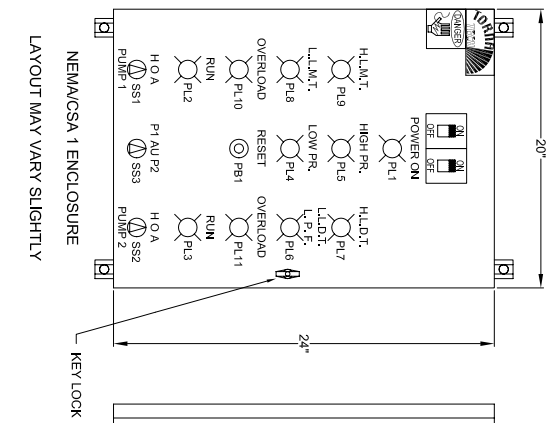 20"
DANGER
ON ON
OFF OFF
POWER ON
PL1
H.L.M.T. HIGH PR. H.L.D.T.
PL9 PL5 PL7
L.L.D.T.
L.L.M.T. LOW PR. L.P.F.
PL8 PL4 PL6
24"
OVERLOAD RESET OVERLOAD
PL10 PB1 PL11
RUN RUN
PL2 PL3
H O A P1 AU P2 H O A
SS1 SS3 SS2
PUMP 1 PUMP 2
KEY LOCK
NEMA/CSA 1 ENCLOSURE
LAYOUT MAY VARY SLIGHTLY